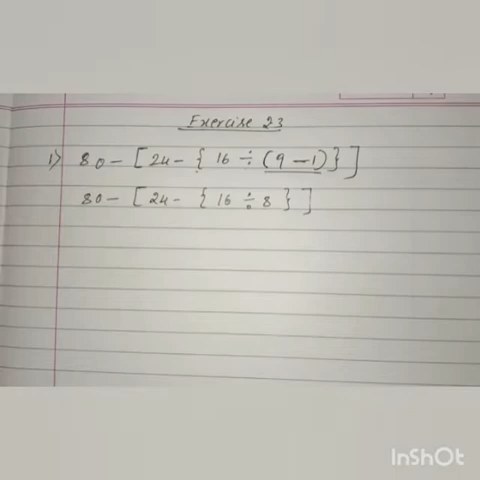 Exercise 23
1) 80 - [ 24 - { 16 ÷ (9 - 1) } ]
80 - [ 24 - { 16 ÷ 8 } ]
InShOt